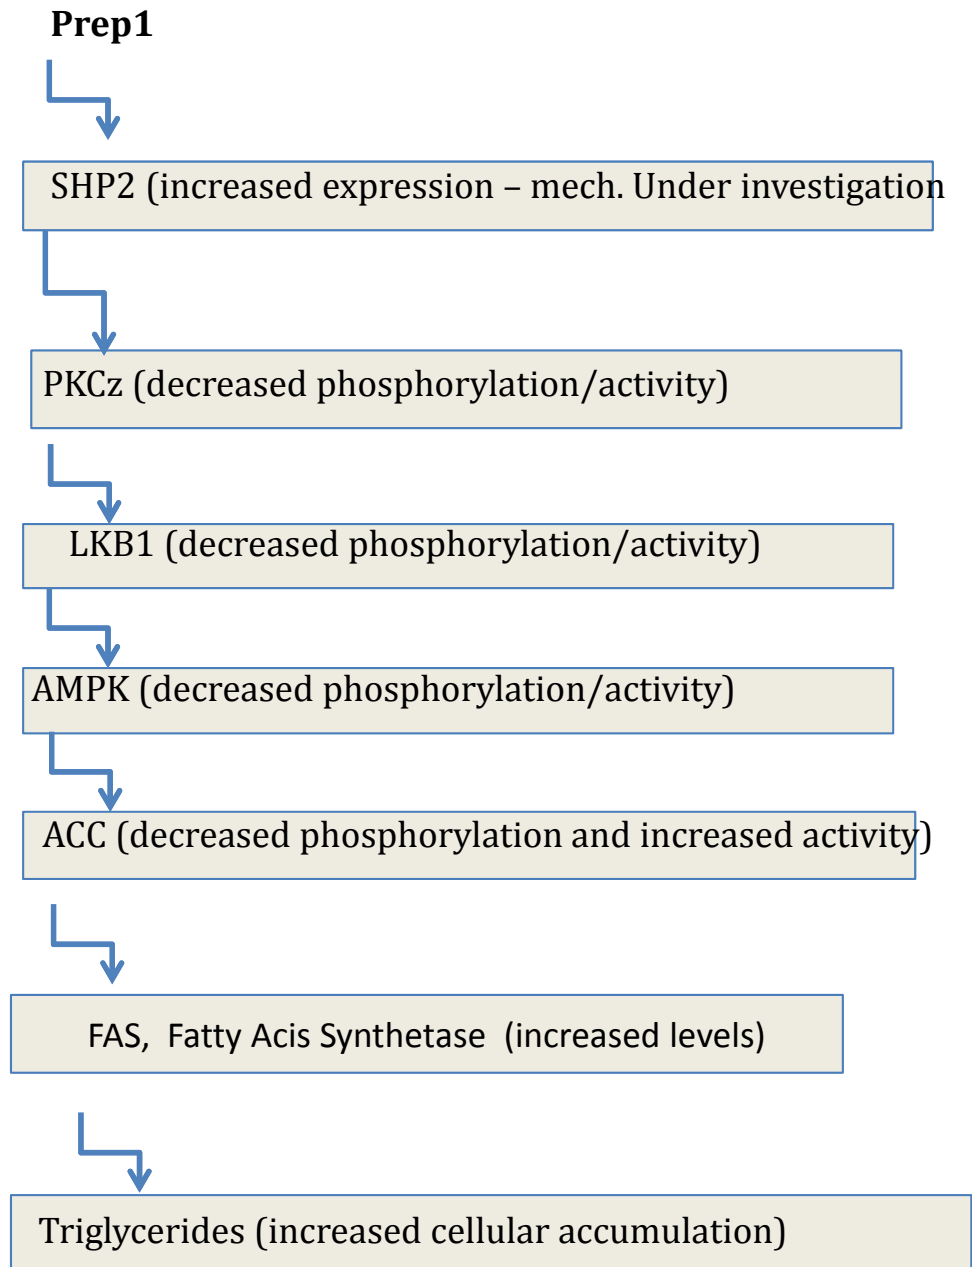 Prep1
SHP2 (increased expression – mech. Under investigation
PKCz (decreased phosphorylation/activity)
LKB1 (decreased phosphorylation/activity)
AMPK (decreased phosphorylation/activity)
ACC (decreased phosphorylation and increased activity)
FAS, Fatty Acis Synthetase (increased levels)
Triglycerides (increased cellular accumulation)